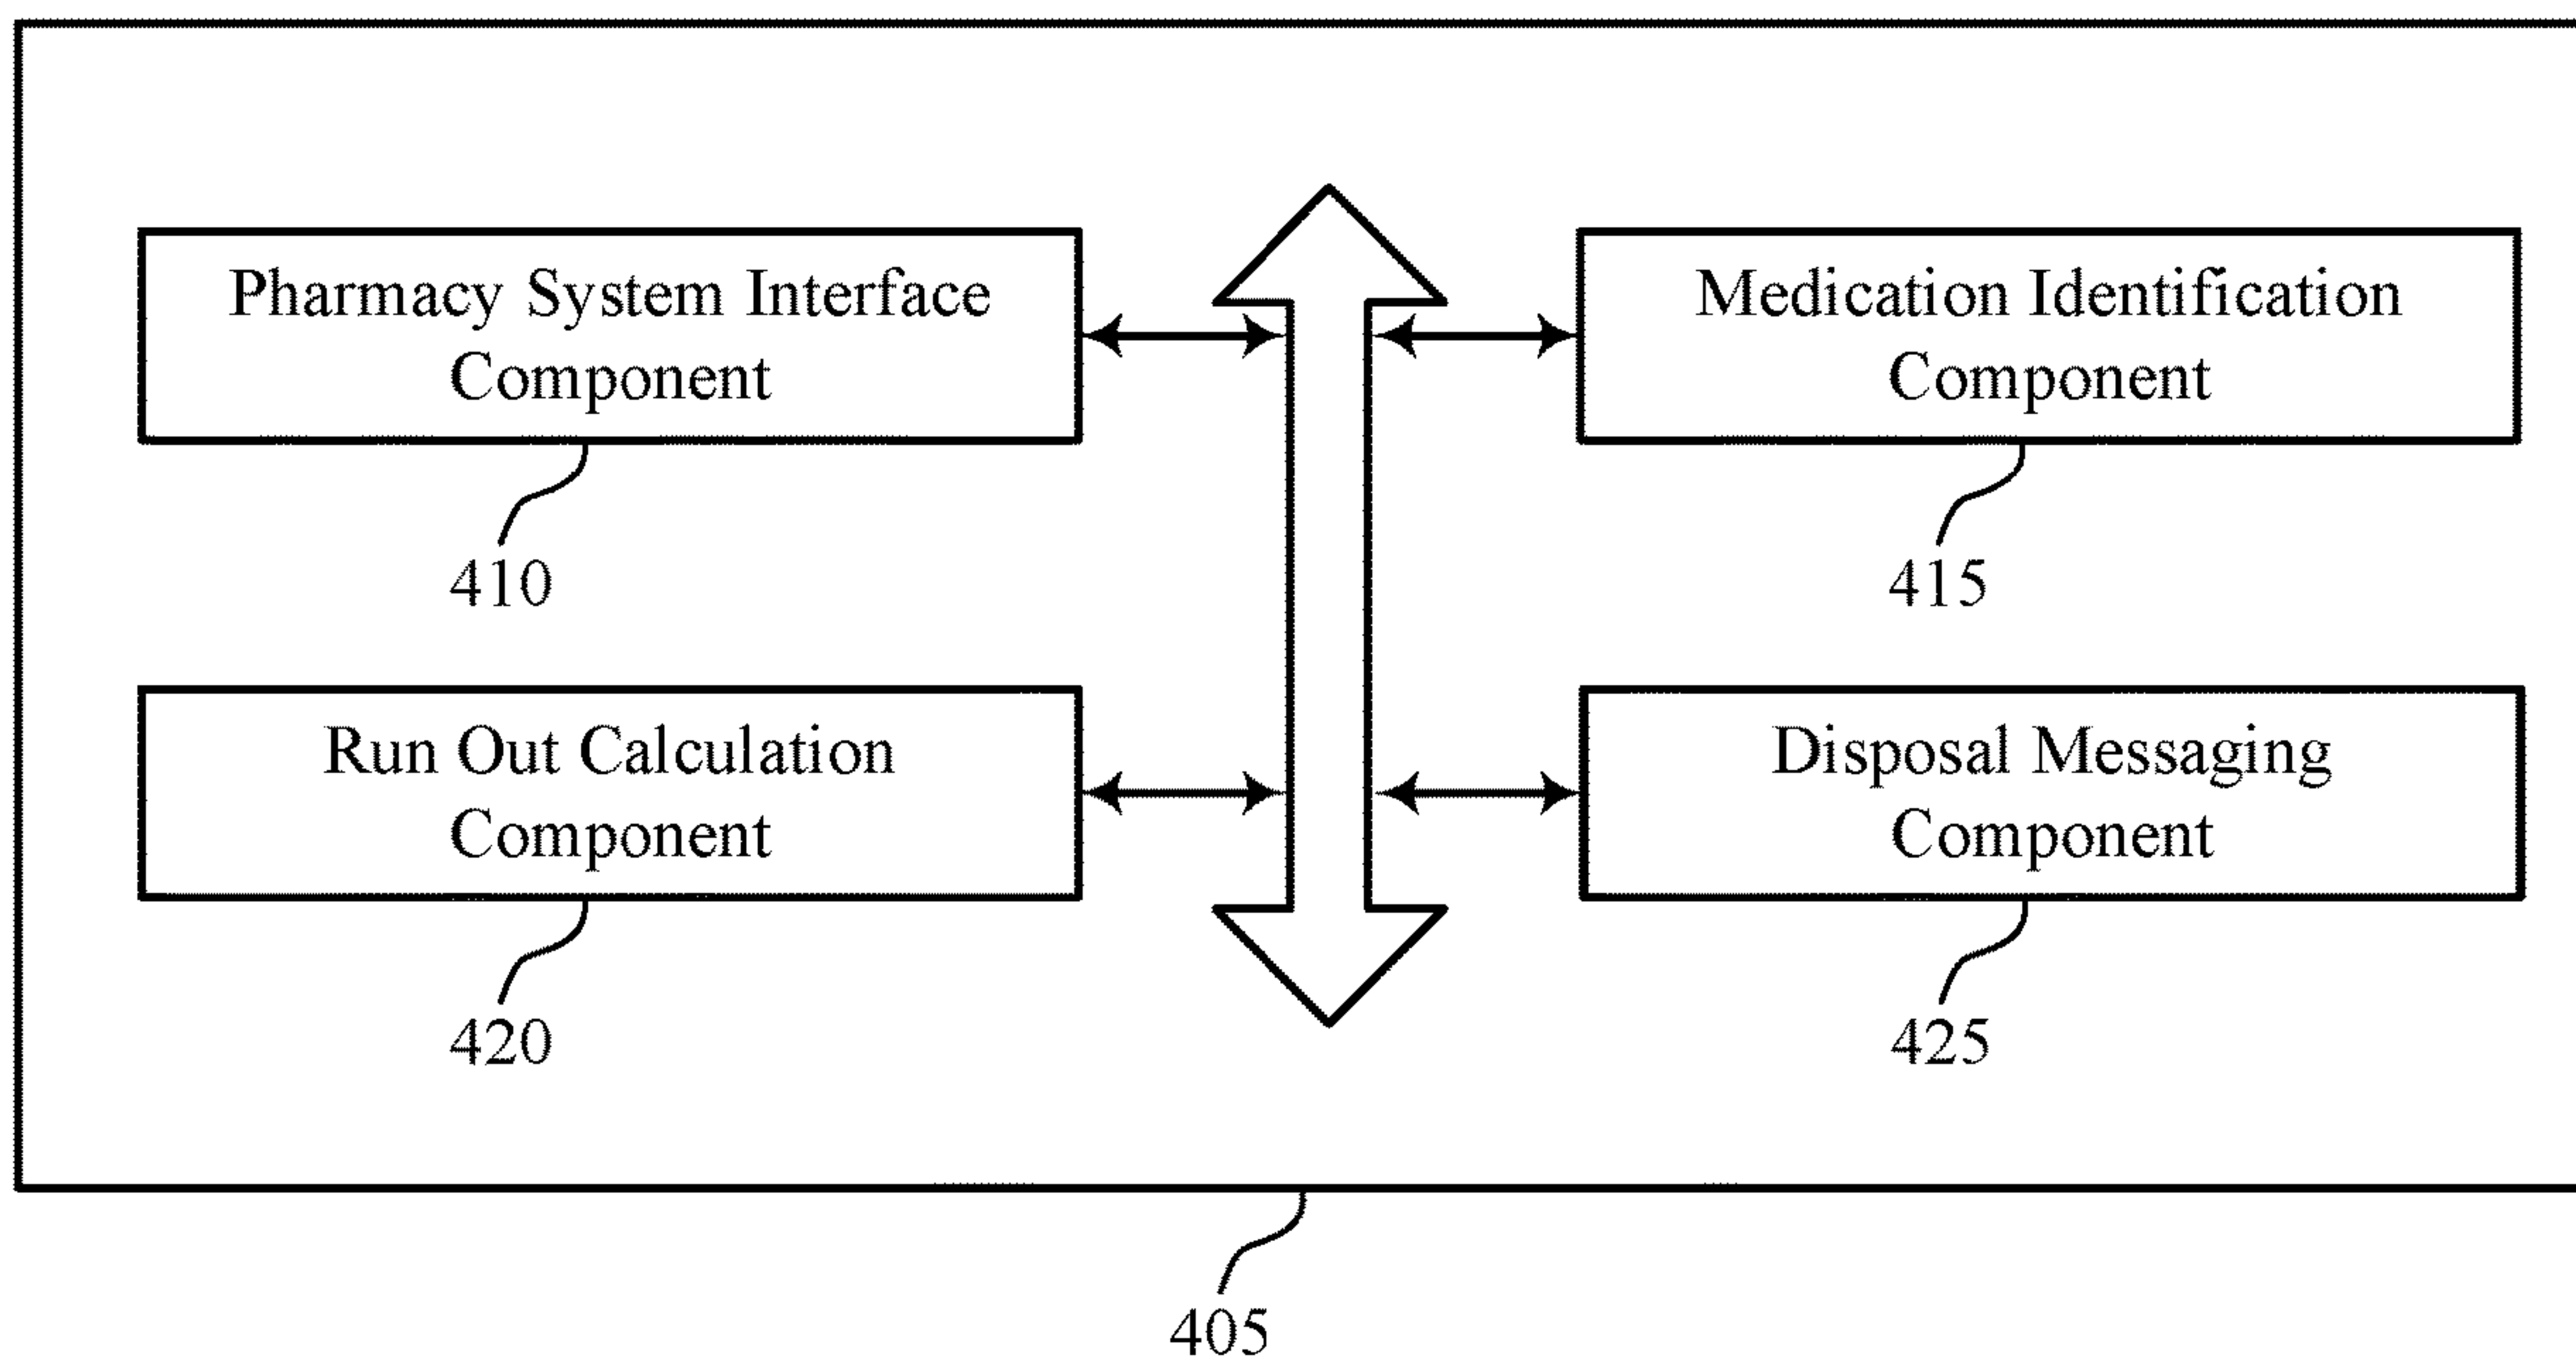 Pharmacy System Interface
Component
410
Medication Identification
Component
415
Run Out Calculation
Component
420
Disposal Messaging
Component
425
405